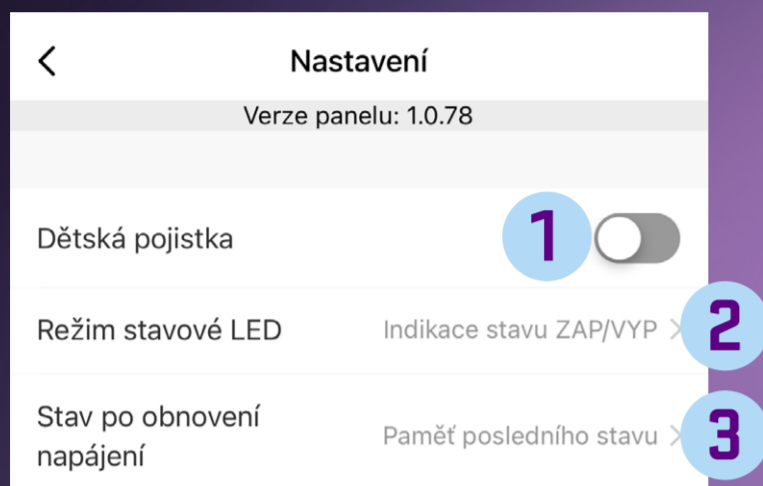 Nastavení
Verze panelu: 1.0.78
Dětská pojistka
1
Režim stavové LED
Indikace stavu ZAP/VYP
2
Stav po obnovení
napájení
Paměť posledního stavu
3